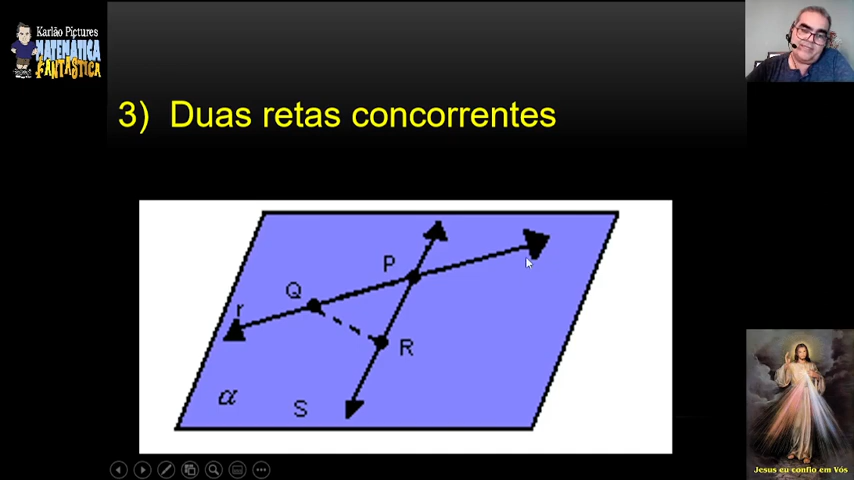 Karlão Pictures
MATEMÁTICA
FANTÁSTICA
3) Duas retas concorrentes
P
Q
r
R
α
S
Jesus eu confio em Vós